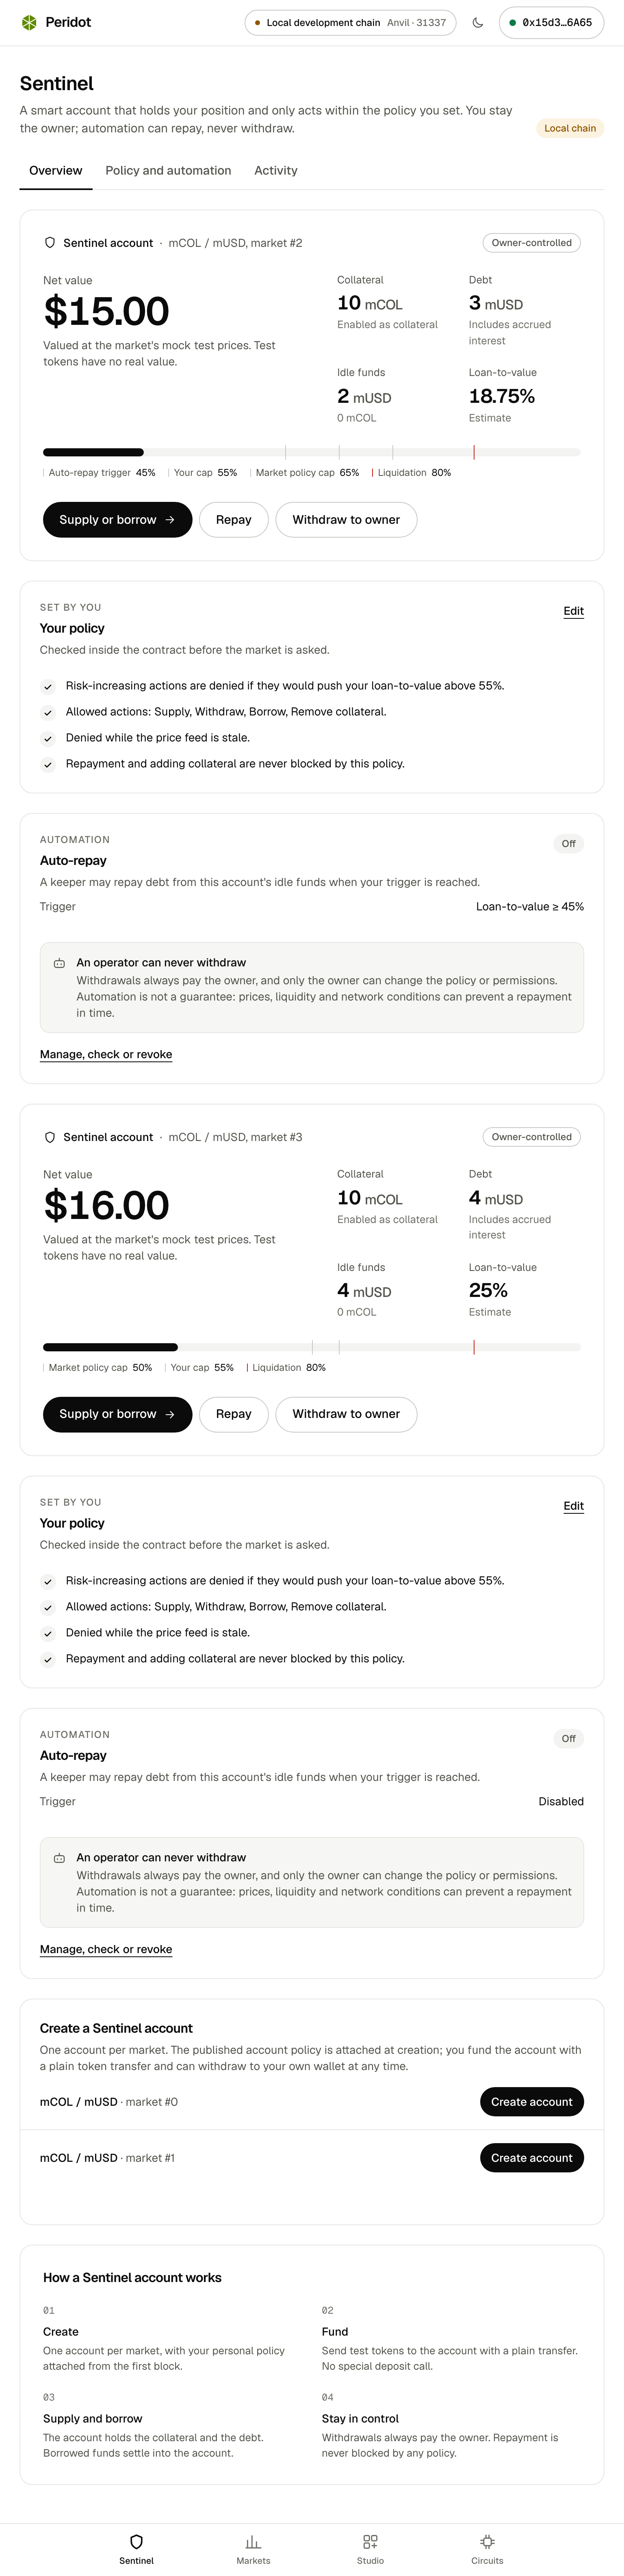 Peridot
Local development chain Anvil · 31337
0x15d3…6A65
Sentinel
A smart account that holds your position and only acts within the policy you set. You stay
the owner; automation can repay, never withdraw.
Local chain
Overview
Policy and automation
Activity
Sentinel account · mCOL / mUSD, market #2
Owner-controlled
Net value
$15.00
Valued at the market's mock test prices. Test
tokens have no real value.
Collateral
10 mCOL
Enabled as collateral
Debt
3 mUSD
Includes accrued
interest
Idle funds
2 mUSD
0 mCOL
Loan-to-value
18.75%
Estimate
Auto-repay trigger 45%
Your cap 55%
Market policy cap 65%
Liquidation 80%
Supply or borrow →
Repay
Withdraw to owner
SET BY YOU
Edit
Your policy
Checked inside the contract before the market is asked.
Risk-increasing actions are denied if they would push your loan-to-value above 55%.
Allowed actions: Supply, Withdraw, Borrow, Remove collateral.
Denied while the price feed is stale.
Repayment and adding collateral are never blocked by this policy.
AUTOMATION
Off
Auto-repay
A keeper may repay debt from this account's idle funds when your trigger is reached.
Trigger
Loan-to-value ≥ 45%
An operator can never withdraw
Withdrawals always pay the owner, and only the owner can change the policy or permissions.
Automation is not a guarantee: prices, liquidity and network conditions can prevent a repayment
in time.
Manage, check or revoke
Sentinel account · mCOL / mUSD, market #3
Owner-controlled
Net value
$16.00
Valued at the market's mock test prices. Test
tokens have no real value.
Collateral
10 mCOL
Enabled as collateral
Debt
4 mUSD
Includes accrued
interest
Idle funds
4 mUSD
0 mCOL
Loan-to-value
25%
Estimate
Market policy cap 50%
Your cap 55%
Liquidation 80%
Supply or borrow →
Repay
Withdraw to owner
SET BY YOU
Edit
Your policy
Checked inside the contract before the market is asked.
Risk-increasing actions are denied if they would push your loan-to-value above 55%.
Allowed actions: Supply, Withdraw, Borrow, Remove collateral.
Denied while the price feed is stale.
Repayment and adding collateral are never blocked by this policy.
AUTOMATION
Off
Auto-repay
A keeper may repay debt from this account's idle funds when your trigger is reached.
Trigger
Disabled
An operator can never withdraw
Withdrawals always pay the owner, and only the owner can change the policy or permissions.
Automation is not a guarantee: prices, liquidity and network conditions can prevent a repayment
in time.
Manage, check or revoke
Create a Sentinel account
One account per market. The published account policy is attached at creation; you fund the account with
a plain token transfer and can withdraw to your own wallet at any time.
mCOL / mUSD · market #0
Create account
mCOL / mUSD · market #1
Create account
How a Sentinel account works
01
Create
One account per market, with your personal policy
attached from the first block.
02
Fund
Send test tokens to the account with a plain transfer.
No special deposit call.
03
Supply and borrow
The account holds the collateral and the debt.
Borrowed funds settle into the account.
04
Stay in control
Withdrawals always pay the owner. Repayment is
never blocked by any policy.
Sentinel
Markets
Studio
Circuits